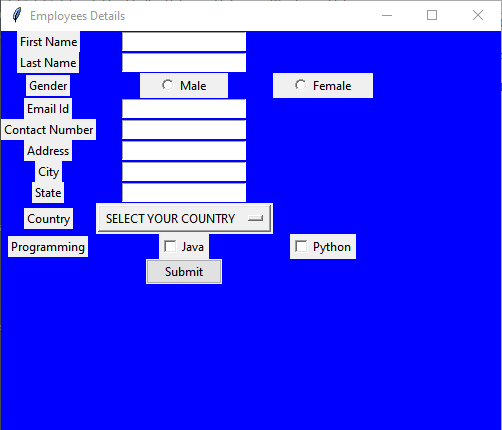 Employees Details
First Name
Last Name
Gender Male Female
Email Id
Contact Number
Address
City
State
Country SELECT YOUR COUNTRY
Programming Java Python
Submit